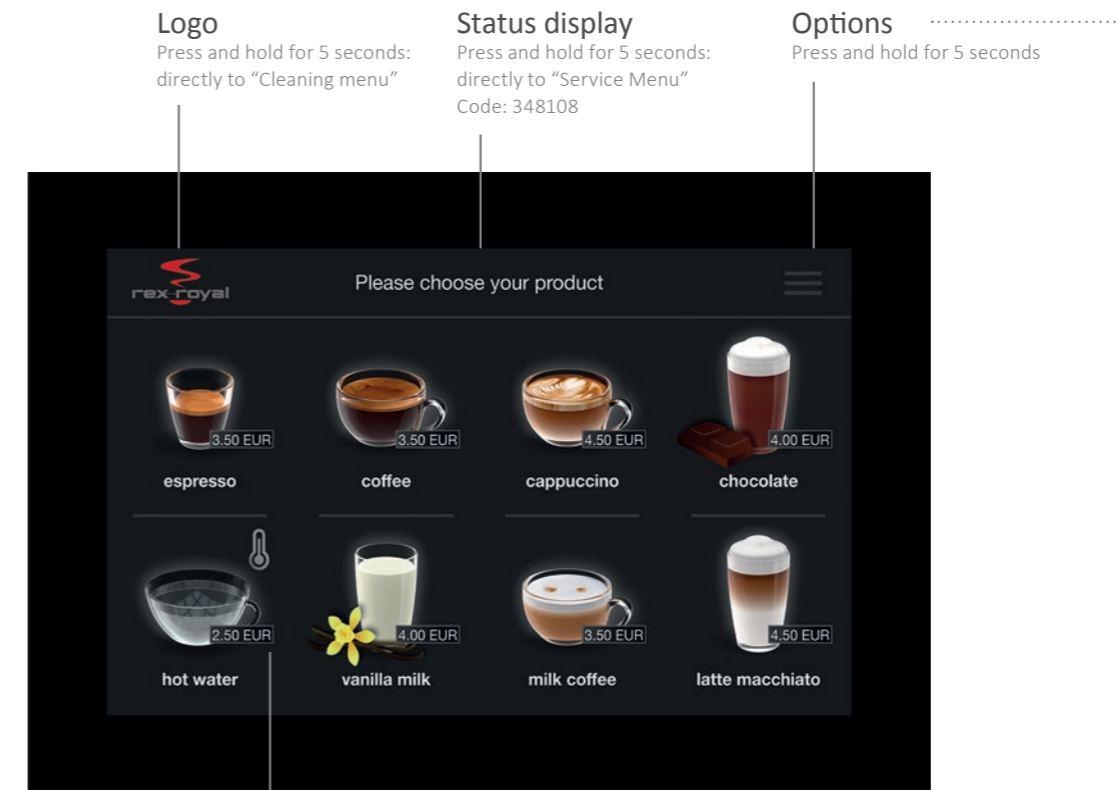 Logo
Press and hold for 5 seconds:
directly to “Cleaning menu”
Status display
Press and hold for 5 seconds:
directly to “Service Menu”
Code: 348108
Options
Press and hold for 5 seconds
rex-royal
Please choose your product
3.50 EUR
3.50 EUR
4.50 EUR
4.00 EUR
espresso
coffee
cappuccino
chocolate
2.50 EUR
4.00 EUR
3.50 EUR
4.50 EUR
hot water
vanilla milk
milk coffee
latte macchiato